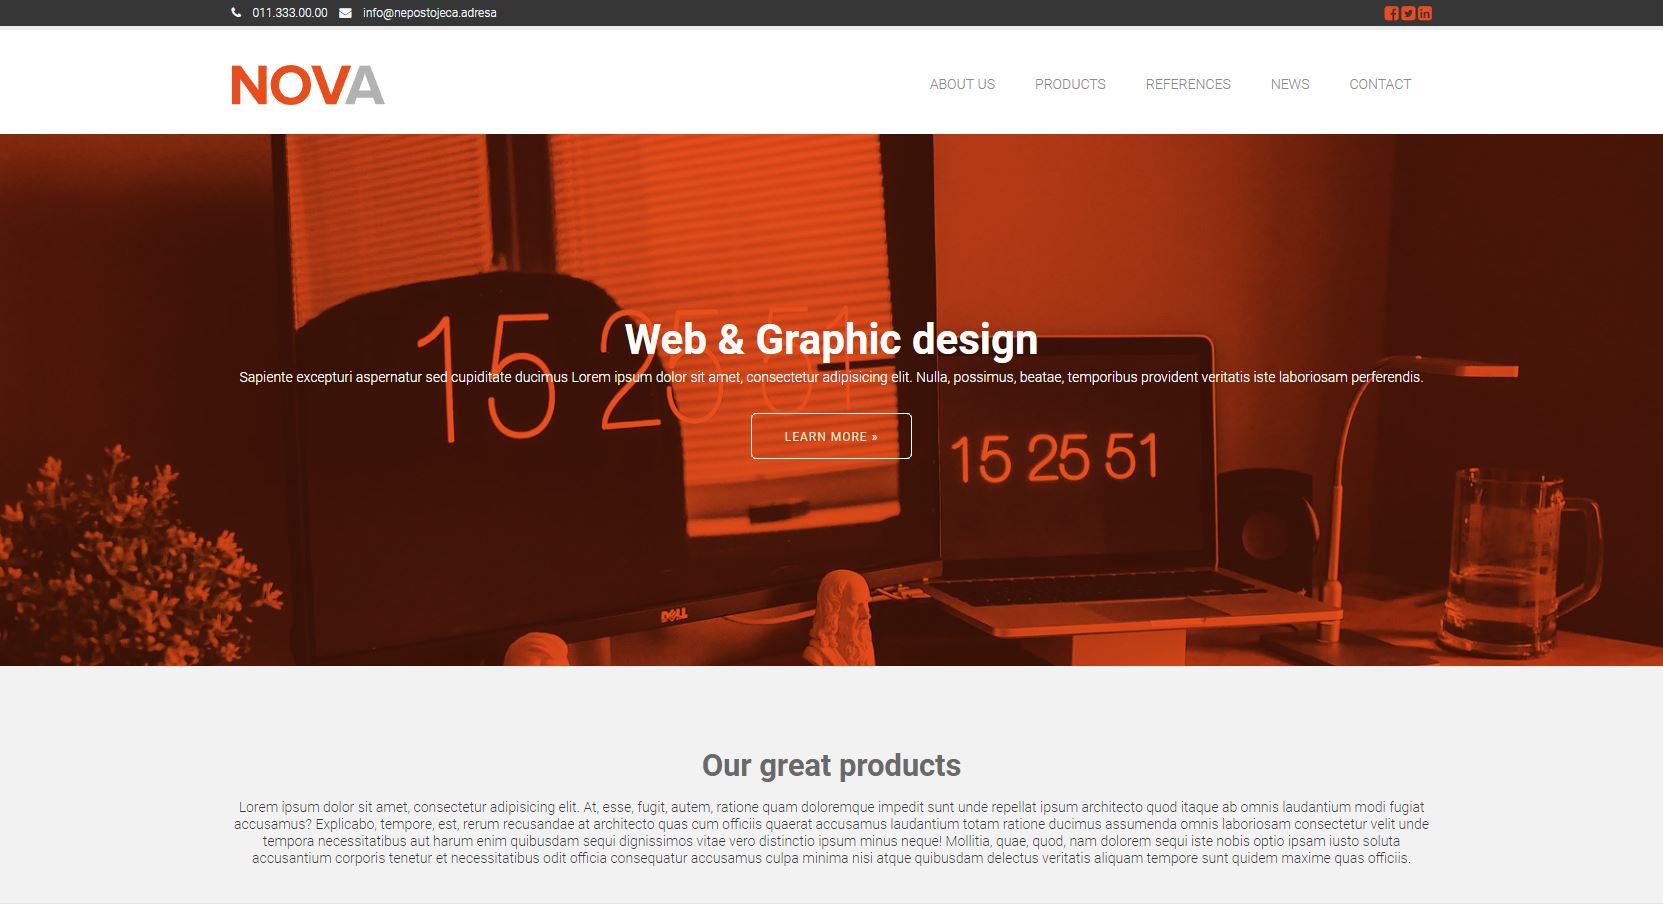 011.333.00.00 info@nepostojeca.adresa
NOVA
ABOUT US PRODUCTS REFERENCES NEWS CONTACT
15 25 51
Web & Graphic design
Sapiente excepturi aspernatur sed cupiditate ducimus Lorem ipsum dolor sit amet, consectetur adipisicing elit. Nulla, possimus, beatae, temporibus provident veritatis iste laboriosam perferendis.
LEARN MORE »
15 25 51
DELL
Our great products
Lorem ipsum dolor sit amet, consectetur adipisicing elit. At, esse, fugit, autem, ratione quam doloremque impedit sunt unde repellat ipsum architecto quod itaque ab omnis laudantium modi fugiat
accusamus? Explicabo, tempore, est, rerum recusandae at architecto quas cum officiis quaerat accusamus laudantium totam ratione ducimus assumenda omnis laboriosam consectetur velit unde
tempora necessitatibus aut harum enim quibusdam sequi dignissimos vitae vero distinctio ipsum minus neque! Mollitia, quae, quod, nam dolorem sequi iste nobis optio ipsam iusto soluta
accusantium corporis tenetur et necessitatibus odit officia consequatur accusamus culpa minima nisi atque quibusdam delectus veritatis aliquam tempore sunt quidem maxime quas officiis.